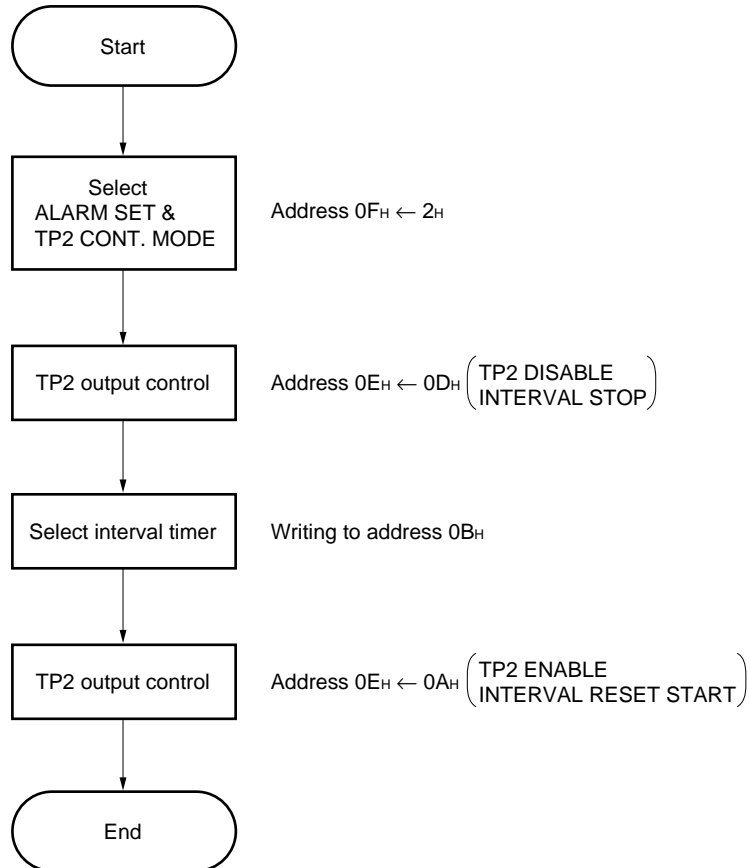 Start
Select
ALARM SET &
TP2 CONT. MODE
Address 0FH ← 2H
TP2 output control
Address 0EH ← 0DH (TP2 DISABLE
INTERVAL STOP)
Select interval timer
Writing to address 0BH
TP2 output control
Address 0EH ← 0AH (TP2 ENABLE
INTERVAL RESET START)
End